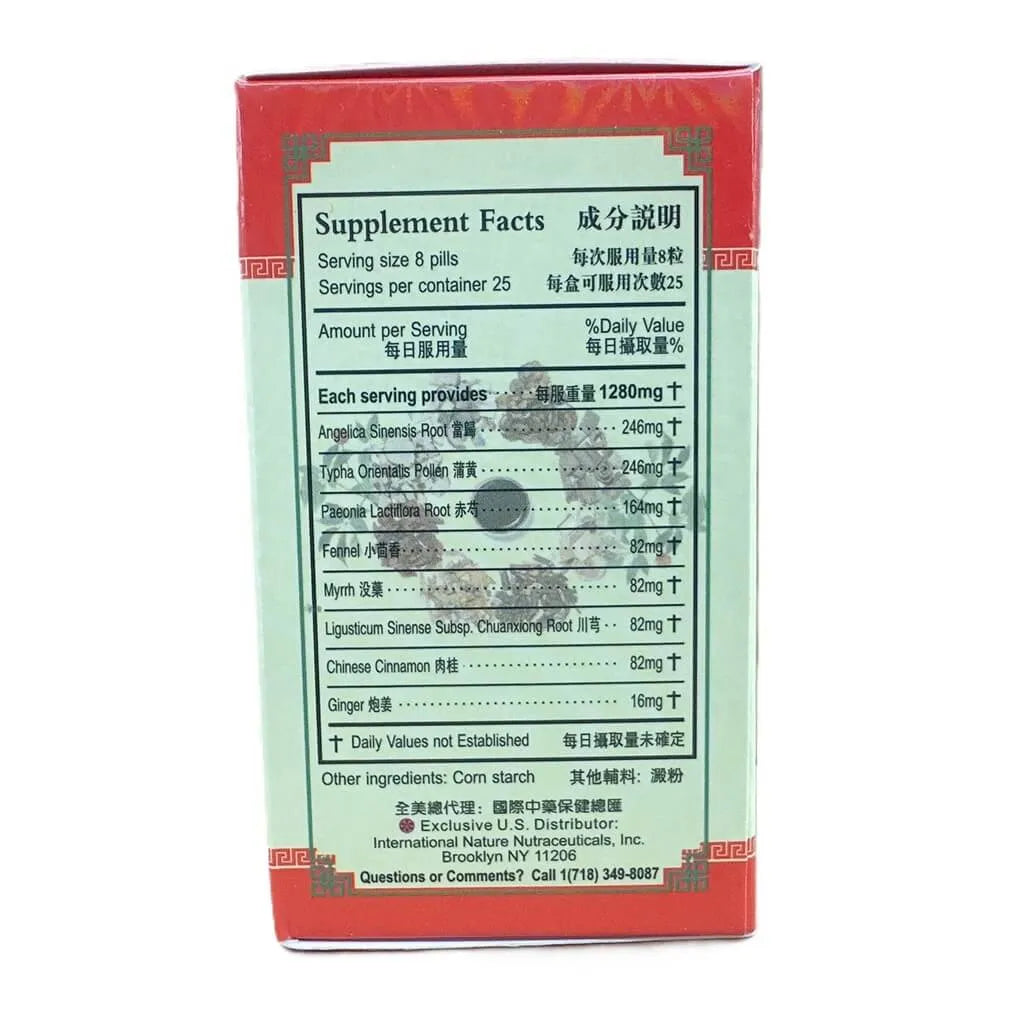 Supplement Facts 成分説明
Serving size 8 pills 每次服用量8粒
Servings per container 25 每盒可服用次數25
Amount per Serving %Daily Value
每日服用量 每日攝取量%
Each serving provides ····· 每服重量 1280mg †
Angelica Sinensis Root 當歸 ···················· 246mg †
Typha Orientalis Pollen 蒲黄 ···················· 246mg †
Paeonia Lactiflora Root 赤芍 ···················· 164mg †
Fennel 小茴香 ······························ 82mg †
Myrrh 没藥 ································ 82mg †
Ligusticum Sinense Subsp. Chuanxiong Root 川芎 ·· 82mg †
Chinese Cinnamon 肉桂 ····················· 82mg †
Ginger 炮姜 ······························ 16mg †
† Daily Values not Established 每日攝取量未確定
Other ingredients: Corn starch 其他輔料: 澱粉
全美總代理: 國際中藥保健總匯
Exclusive U.S. Distributor:
International Nature Nutraceuticals, Inc.
Brooklyn NY 11206
Questions or Comments? Call 1(718) 349-8087